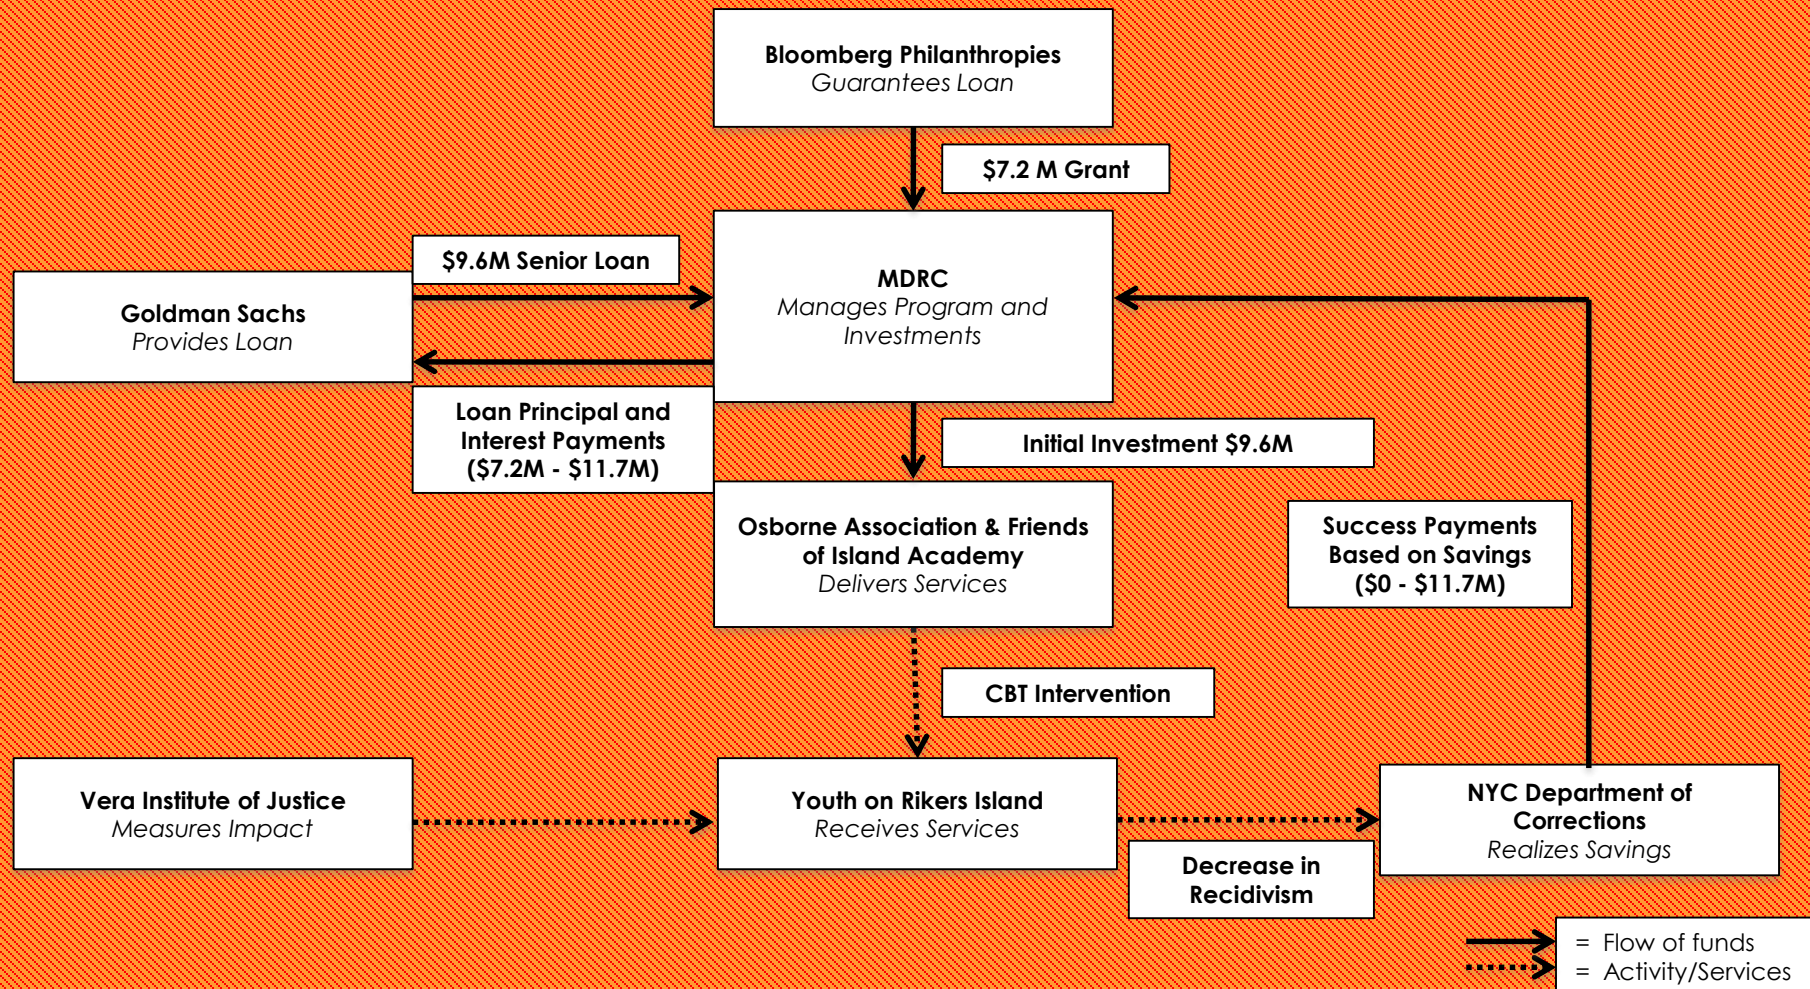 Bloomberg Philanthropies
Guarantees Loan
$7.2 M Grant
$9.6M Senior Loan
MDRC
Manages Program and
Investments
Goldman Sachs
Provides Loan
Loan Principal and
Interest Payments
($7.2M - $11.7M)
Initial Investment $9.6M
Osborne Association & Friends
of Island Academy
Delivers Services
Success Payments
Based on Savings
($0 - $11.7M)
CBT Intervention
Vera Institute of Justice
Measures Impact
Youth on Rikers Island
Receives Services
NYC Department of
Corrections
Realizes Savings
Decrease in
Recidivism
= Flow of funds
= Activity/Services